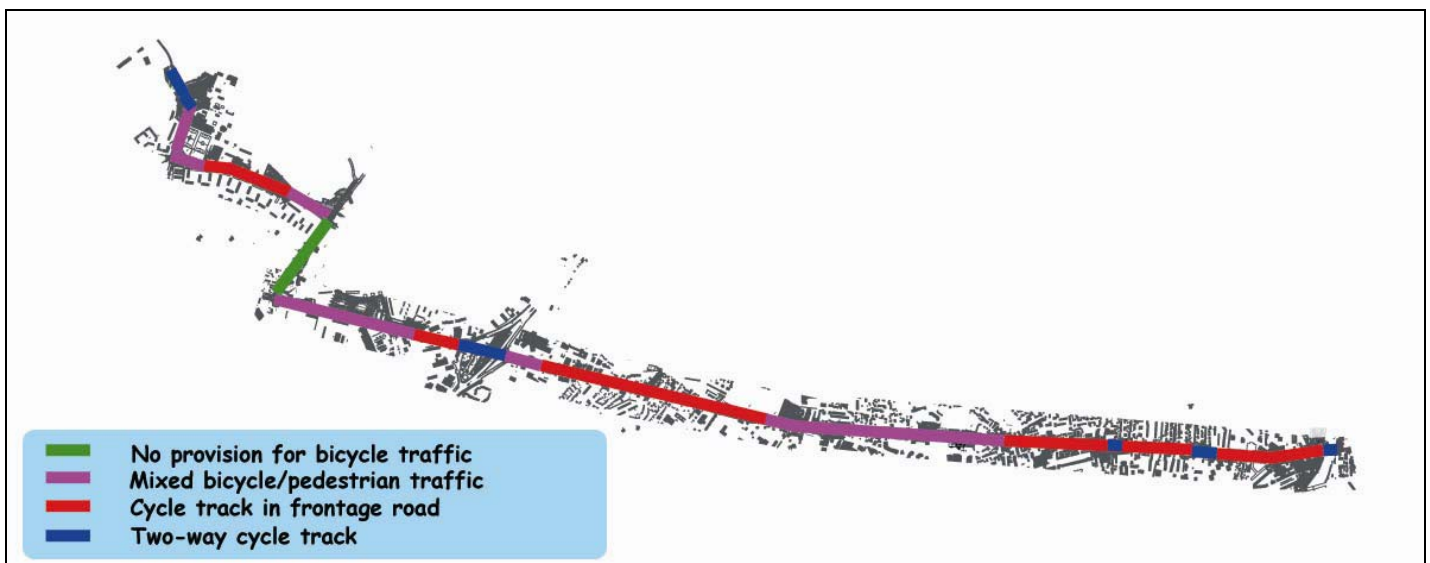 No provision for bicycle traffic
Mixed bicycle/pedestrian traffic
Cycle track in frontage road
Two-way cycle track